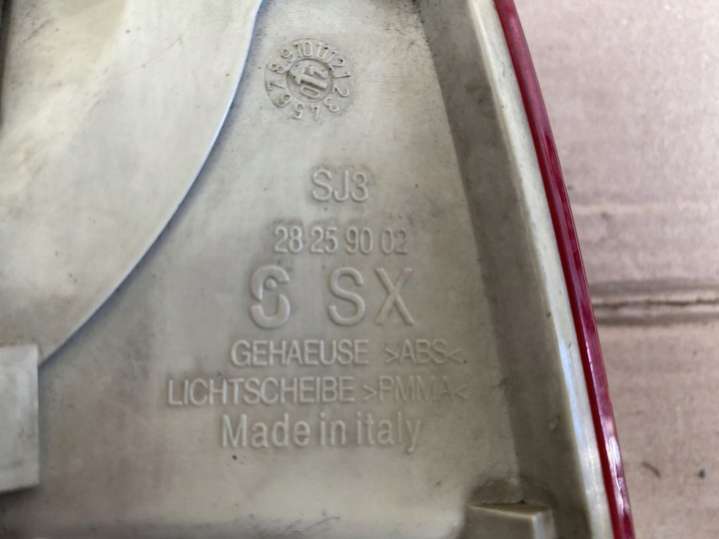 SJ3
28 25 90 02
S SX
GEHAEUSE >ABS<
LICHTSCHEIBE >PMMA<
Made in italy